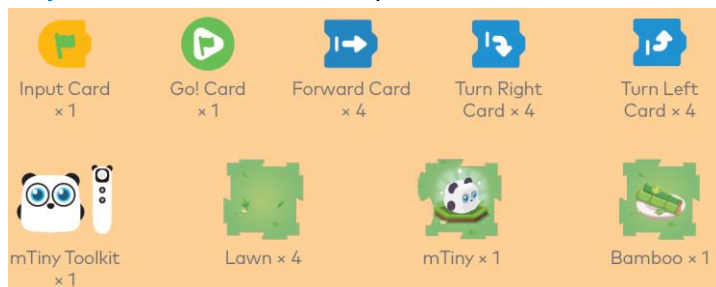 Input Card
× 1
Go! Card
× 1
Forward Card
× 4
Turn Right
Card × 4
Turn Left
Card × 4
mTiny Toolkit
× 1
Lawn × 4
mTiny × 1
Bamboo × 1